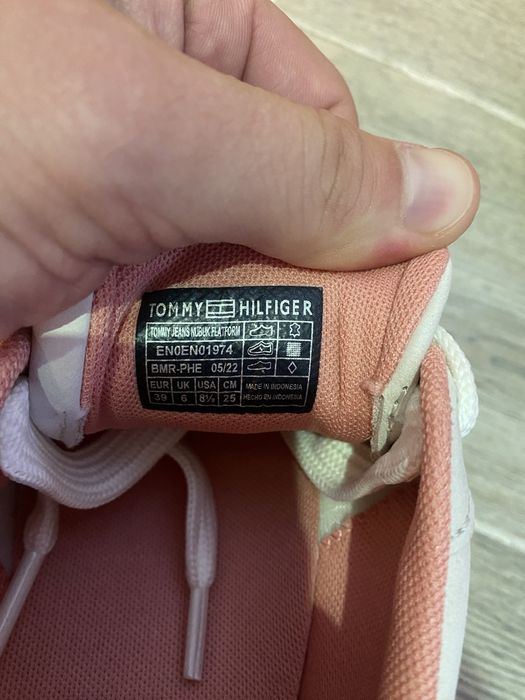 TOMMY HILFIGER
TOMMY JEANS NUBUK PLATFORM
EN0EN01974
BMR-PHE 05/22
EUR UK USA CM
39 6 8½ 25
MADE IN INDONESIA
HECHO EN INDONESIA